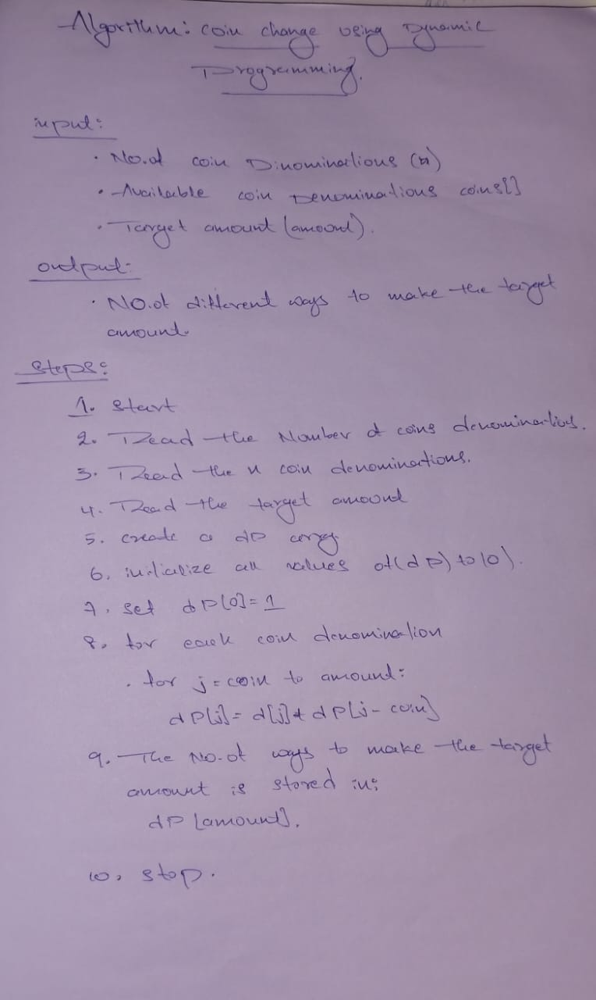 Algorithm: coin change using Dynamic
Programming.
input:
• No.of coin Dinominations (n)
• Available coin Denominations coins[]
• Target amount (amount).
output:
• NO.of different ways to make the target
amount.
Steps:
1. Start
2. Read the Number of coins denominations.
3. Read the n coin denominations.
4. Read the target amount
5. create a dp array
6. initialize all values of (dp) to (0).
7. set dp[0]=1
8. for each coin denomination
• for j = coin to amount:
dp[j] = d[j] + dp[j - coin]
9. The No.of ways to make the target
amount is stored in;
dp [amount].
10. stop.